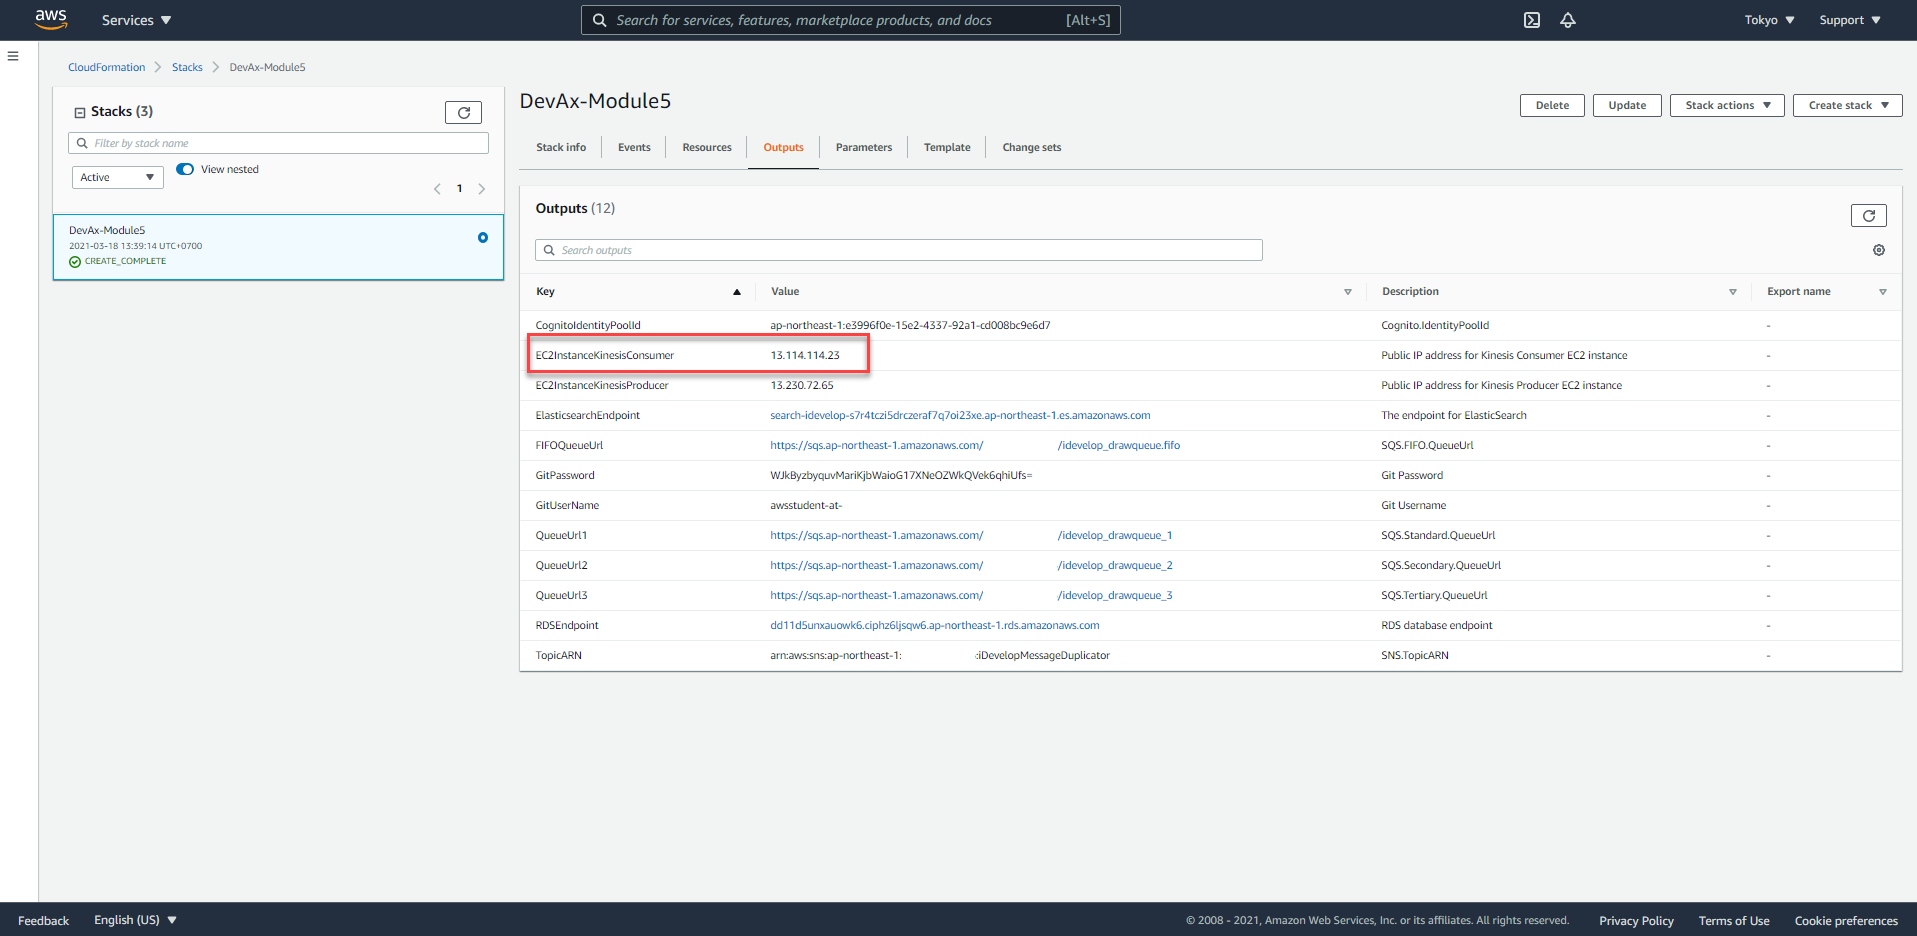 aws Services Search for services, features, marketplace products, and docs [Alt+S] Tokyo Support
CloudFormation Stacks DevAx-Module5
Stacks (3)
Filter by stack name
Active View nested
1
DevAx-Module5
2021-03-18 13:39:14 UTC+0700
CREATE_COMPLETE
DevAx-Module5
Delete Update Stack actions Create stack
Stack info Events Resources Outputs Parameters Template Change sets
Outputs (12)
Search outputs
Key Value Description Export name
CognitoIdentityPoolId ap-northeast-1:e3996f0e-15e2-4337-92a1-cd008bc9e6d7 Cognito.IdentityPoolId -
EC2InstanceKinesisConsumer 13.114.114.23 Public IP address for Kinesis Consumer EC2 instance -
EC2InstanceKinesisProducer 13.230.72.65 Public IP address for Kinesis Producer EC2 instance -
ElasticsearchEndpoint search-idevelop-s7r4tczi5drczeraf7q7oi23xe.ap-northeast-1.es.amazonaws.com The endpoint for ElasticSearch -
FIFOQueueUrl https://sqs.ap-northeast-1.amazonaws.com/ /idevelop_drawqueue.fifo SQS.FIFO.QueueUrl -
GitPassword WJkByzbyquvMariKjbWaioG17XNeOZWkQVek6qhiUfs= Git Password -
GitUserName awsstudent-at- Git Username -
QueueUrl1 https://sqs.ap-northeast-1.amazonaws.com/ /idevelop_drawqueue_1 SQS.Standard.QueueUrl -
QueueUrl2 https://sqs.ap-northeast-1.amazonaws.com/ /idevelop_drawqueue_2 SQS.Secondary.QueueUrl -
QueueUrl3 https://sqs.ap-northeast-1.amazonaws.com/ /idevelop_drawqueue_3 SQS.Tertiary.QueueUrl -
RDSEndpoint dd11d5unxauowk6.ciphz6ljsqw6.ap-northeast-1.rds.amazonaws.com RDS database endpoint -
TopicARN arn:aws:sns:ap-northeast-1: :iDevelopMessageDuplicator SNS.TopicARN -
Feedback English (US) © 2008 - 2021, Amazon Web Services, Inc. or its affiliates. All rights reserved. Privacy Policy Terms of Use Cookie preferences